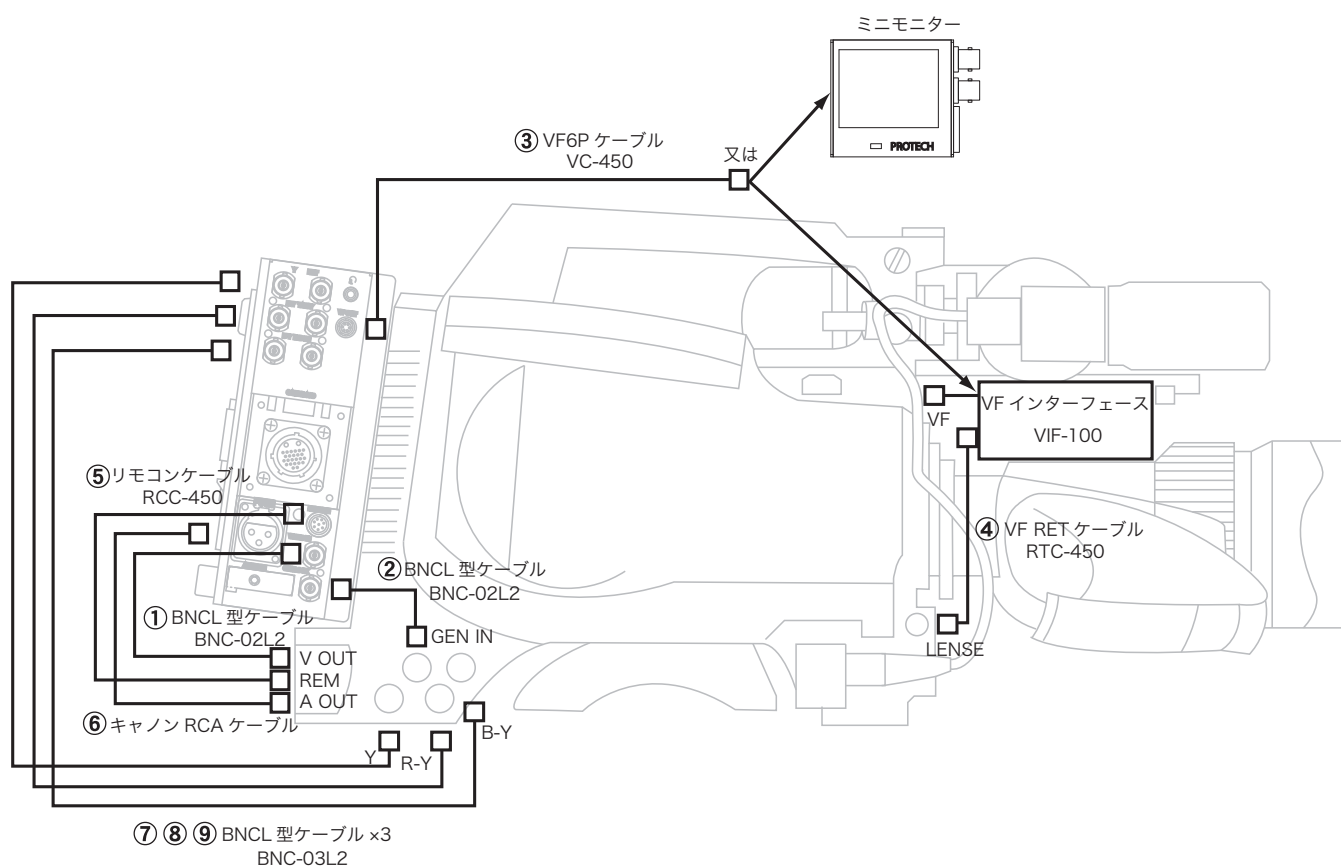 ミニモニター
③ VF6P ケーブル
VC-450
又は
PROTECH
VF
VF インターフェース
VIF-100
⑤ リモコンケーブル
RCC-450
④ VF RET ケーブル
RTC-450
② BNCL 型ケーブル
BNC-02L2
① BNCL 型ケーブル
BNC-02L2
GEN IN
LENSE
V OUT
REM
A OUT
⑥ キャノン RCA ケーブル
Y
R-Y
B-Y
⑦ ⑧ ⑨ BNCL 型ケーブル ×3
BNC-03L2